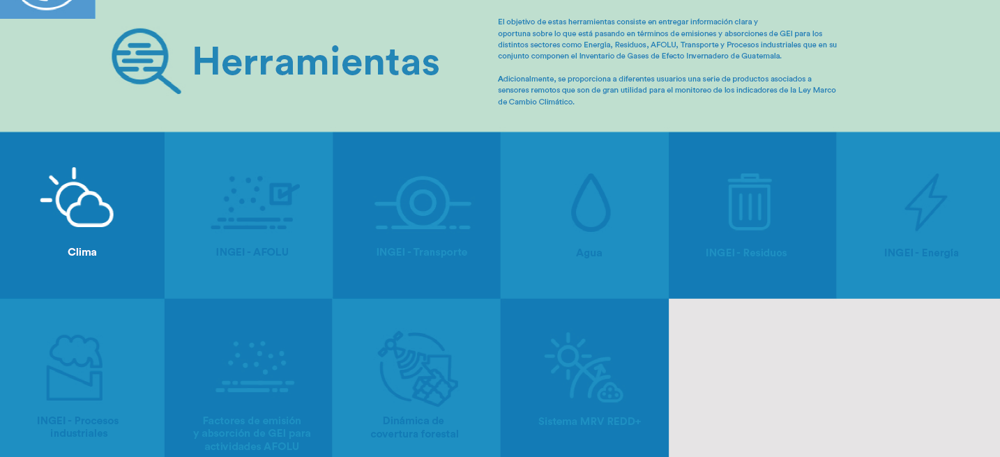 Herramientas
El objetivo de estas herramientas consiste en entregar información clara y
oportuna sobre lo que está pasando en términos de emisiones y absorciones de GEI para los
distintos sectores como Energía, Residuos, AFOLU, Transporte y Procesos industriales que en su
conjunto componen el Inventario de Gases de Efecto Invernadero de Guatemala.
Adicionalmente, se proporciona a diferentes usuarios una serie de productos asociados a
sensores remotos que son de gran utilidad para el monitoreo de los indicadores de la Ley Marco
de Cambio Climático.
Clima
INGEI - AFOLU
INGEI - Transporte
Agua
INGEI - Residuos
INGEI - Energía
INGEI - Procesos
industriales
Factores de emisión
y absorción de GEI para
actividades AFOLU
Dinámica de
covertura forestal
Sistema MRV REDD+